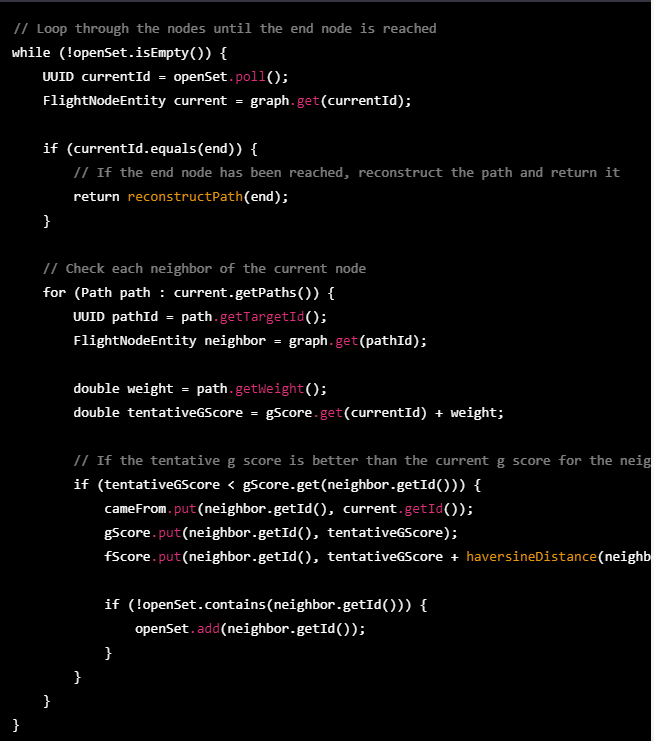 // Loop through the nodes until the end node is reached
while (!openSet.isEmpty()) {
    UUID currentId = openSet.poll();
    FlightNodeEntity current = graph.get(currentId);

    if (currentId.equals(end)) {
        // If the end node has been reached, reconstruct the path and return it
        return reconstructPath(end);
    }

    // Check each neighbor of the current node
    for (Path path : current.getPaths()) {
        UUID pathId = path.getTargetId();
        FlightNodeEntity neighbor = graph.get(pathId);

        double weight = path.getWeight();
        double tentativeGScore = gScore.get(currentId) + weight;

        // If the tentative g score is better than the current g score for the neig
        if (tentativeGScore < gScore.get(neighbor.getId())) {
            cameFrom.put(neighbor.getId(), current.getId());
            gScore.put(neighbor.getId(), tentativeGScore);
            fScore.put(neighbor.getId(), tentativeGScore + haversineDistance(neighb

            if (!openSet.contains(neighbor.getId())) {
                openSet.add(neighbor.getId());
            }
        }
    }
}